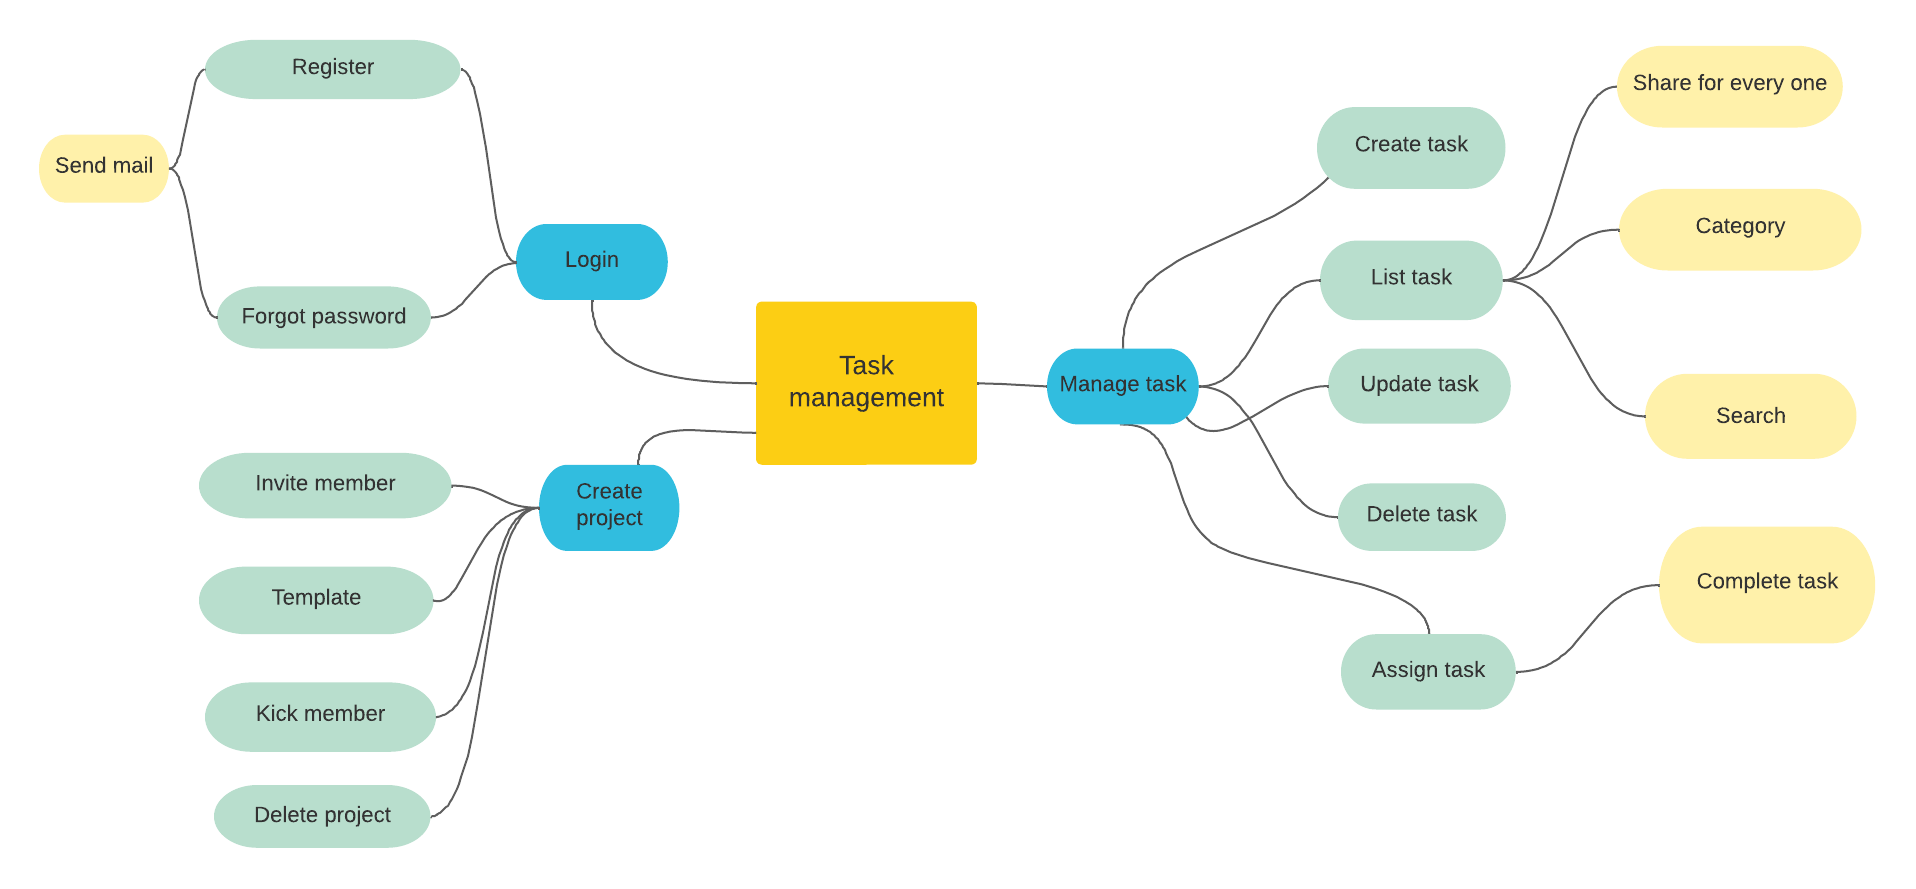 Register
Send mail
Forgot password
Login
Task
management
Create
project
Invite member
Template
Kick member
Delete project
Manage task
Create task
List task
Update task
Delete task
Assign task
Share for every one
Category
Search
Complete task